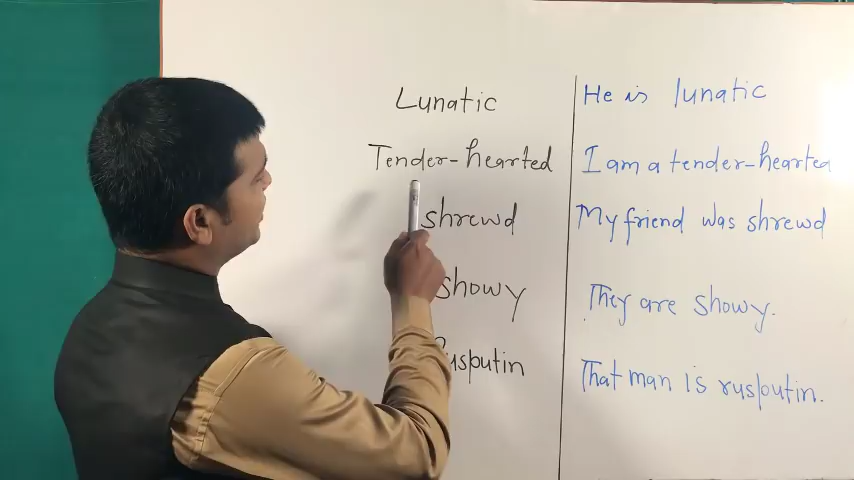 Lunatic
He is lunatic
Tender-hearted
I am a tender-hearted
shrewd
My friend was shrewd
showy
They are showy.
Rusputin
That man is rusputin.